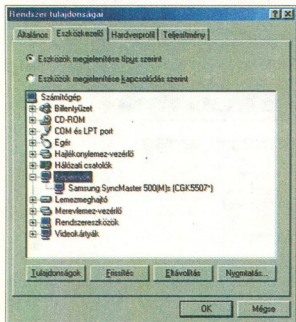 Rendszer tulajdonságai
Általános Eszközkezelő Hardverprofil Teljesítmény
Eszközök megjelenítése típus szerint
Eszközök megjelenítése kapcsolódás szerint
Számítógép
Billentyűzet
CD-ROM
COM és LPT port
Egér
Hajlékonylemez-vezérlő
Hálózati csatolók
Képernyők
Samsung SyncMaster 500(M)s (CGK5507*)
Lemezmeghajtó
Merevlemez-vezérlő
Rendszereszközök
Videokártyák
Tulajdonságok Frissítés Eltávolítás Nyomtatás...
OK Mégse